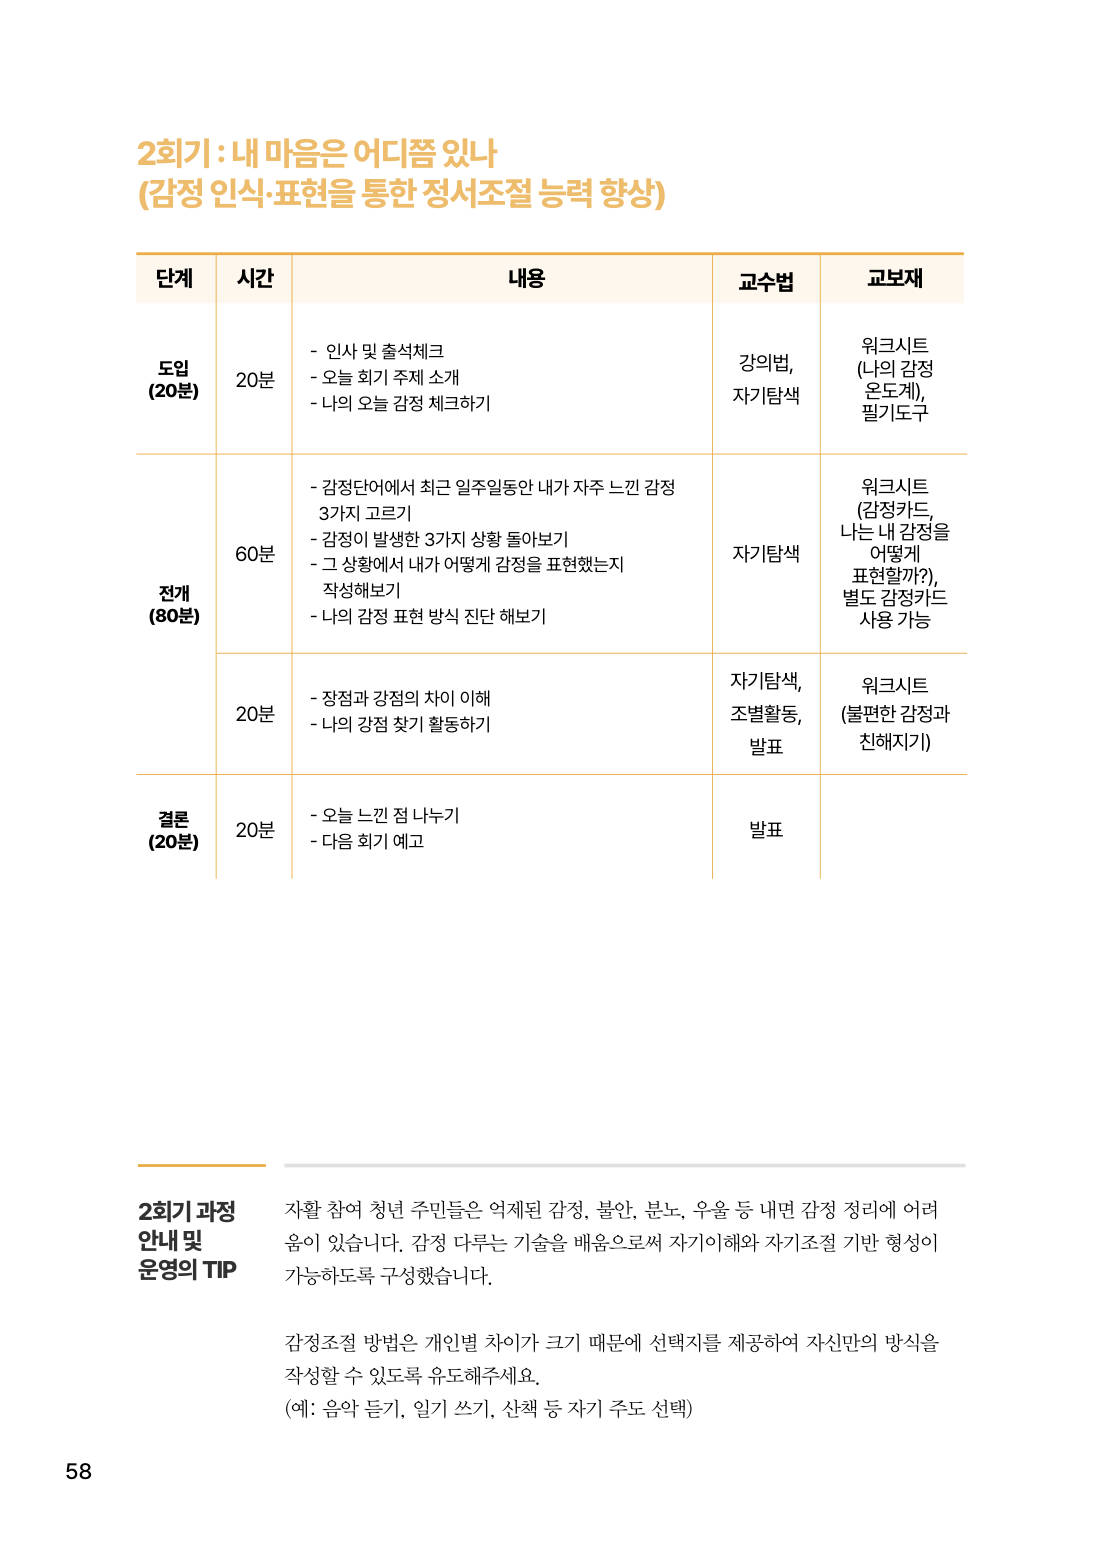 2회기 : 내 마음은 어디쯤 있나
(감정 인식·표현을 통한 정서조절 능력 향상)
단계 시간 내용 교수법 교보재
도입
(20분)
20분
- 인사 및 출석체크
- 오늘 회기 주제 소개
- 나의 오늘 감정 체크하기
강의법,
자기탐색
워크시트
(나의 감정
온도계),
필기도구
전개
(80분)
60분
- 감정단어에서 최근 일주일동안 내가 자주 느낀 감정
3가지 고르기
- 감정이 발생한 3가지 상황 돌아보기
- 그 상황에서 내가 어떻게 감정을 표현했는지
작성해보기
- 나의 감정 표현 방식 진단 해보기
자기탐색
워크시트
(감정카드,
나는 내 감정을
어떻게
표현할까?),
별도 감정카드
사용 가능
20분
- 장점과 강점의 차이 이해
- 나의 강점 찾기 활동하기
자기탐색,
조별활동,
발표
워크시트
(불편한 감정과
친해지기)
결론
(20분)
20분
- 오늘 느낀 점 나누기
- 다음 회기 예고
발표
2회기 과정
안내 및
운영의 TIP
자활 참여 청년 주민들은 억제된 감정, 불안, 분노, 우울 등 내면 감정 정리에 어려
움이 있습니다. 감정 다루는 기술을 배움으로써 자기이해와 자기조절 기반 형성이
가능하도록 구성했습니다.
감정조절 방법은 개인별 차이가 크기 때문에 선택지를 제공하여 자신만의 방식을
작성할 수 있도록 유도해주세요.
(예: 음악 듣기, 일기 쓰기, 산책 등 자기 주도 선택)
58